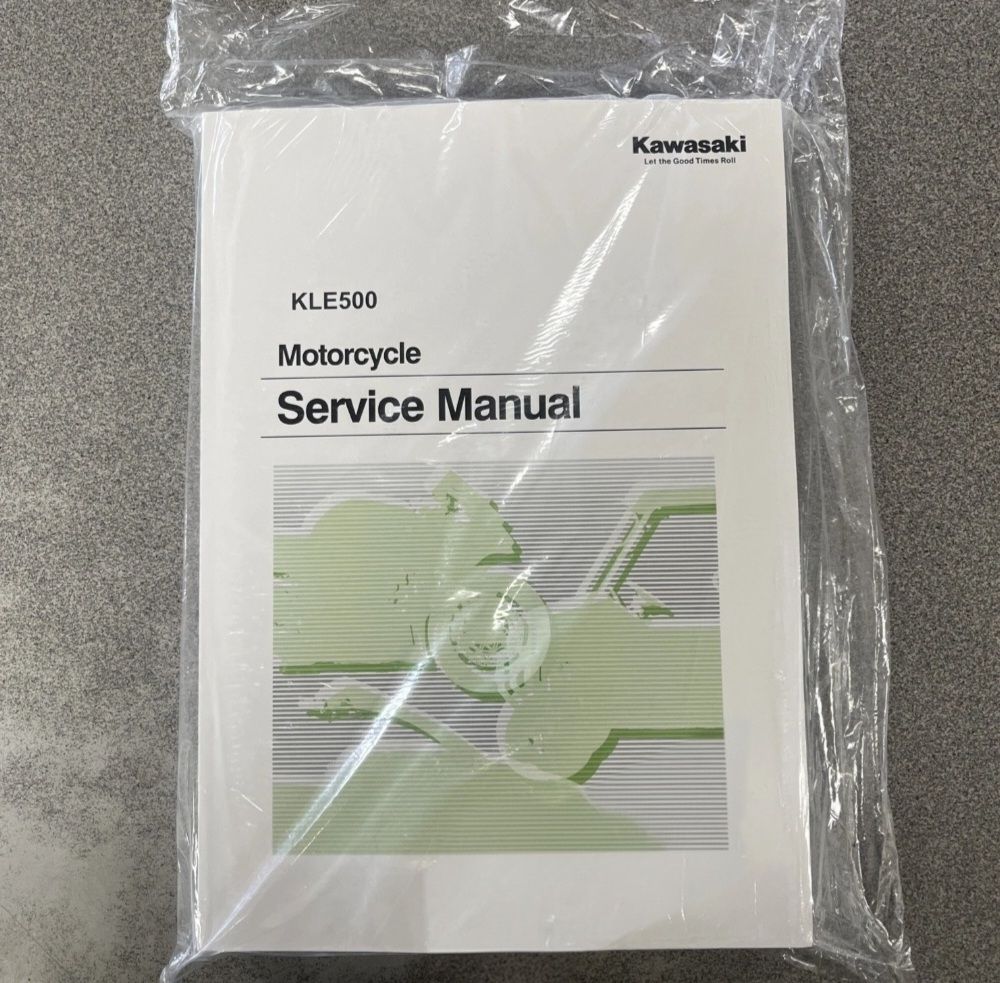 Kawasaki
Let the Good Times Roll
KLE500
Motorcycle
Service Manual